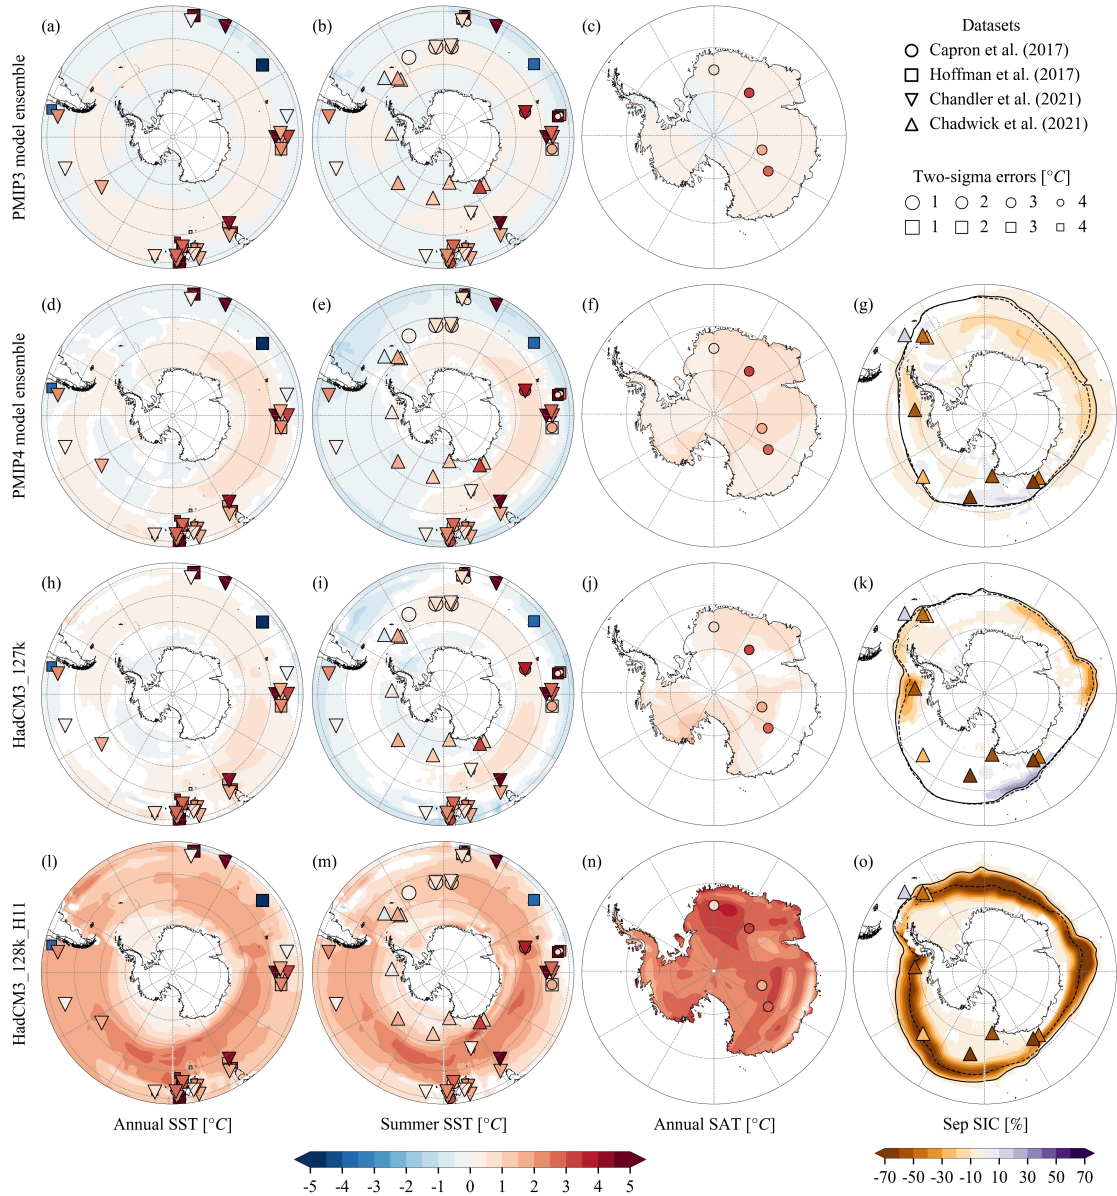 (a)
(b)
(c)
Datasets
Capron et al. (2017)
Hoffman et al. (2017)
Chandler et al. (2021)
Chadwick et al. (2021)
Two-sigma errors [°C]
1 2 3 4
1 2 3 4
PMIP3 model ensemble
(d)
(e)
(f)
(g)
PMIP4 model ensemble
(h)
(i)
(j)
(k)
HadCM3_127k
(l)
(m)
(n)
(o)
HadCM3_128k_H11
Annual SST [°C]
Summer SST [°C]
Annual SAT [°C]
Sep SIC [%]
-5 -4 -3 -2 -1 0 1 2 3 4 5
-70 -50 -30 -10 10 30 50 70